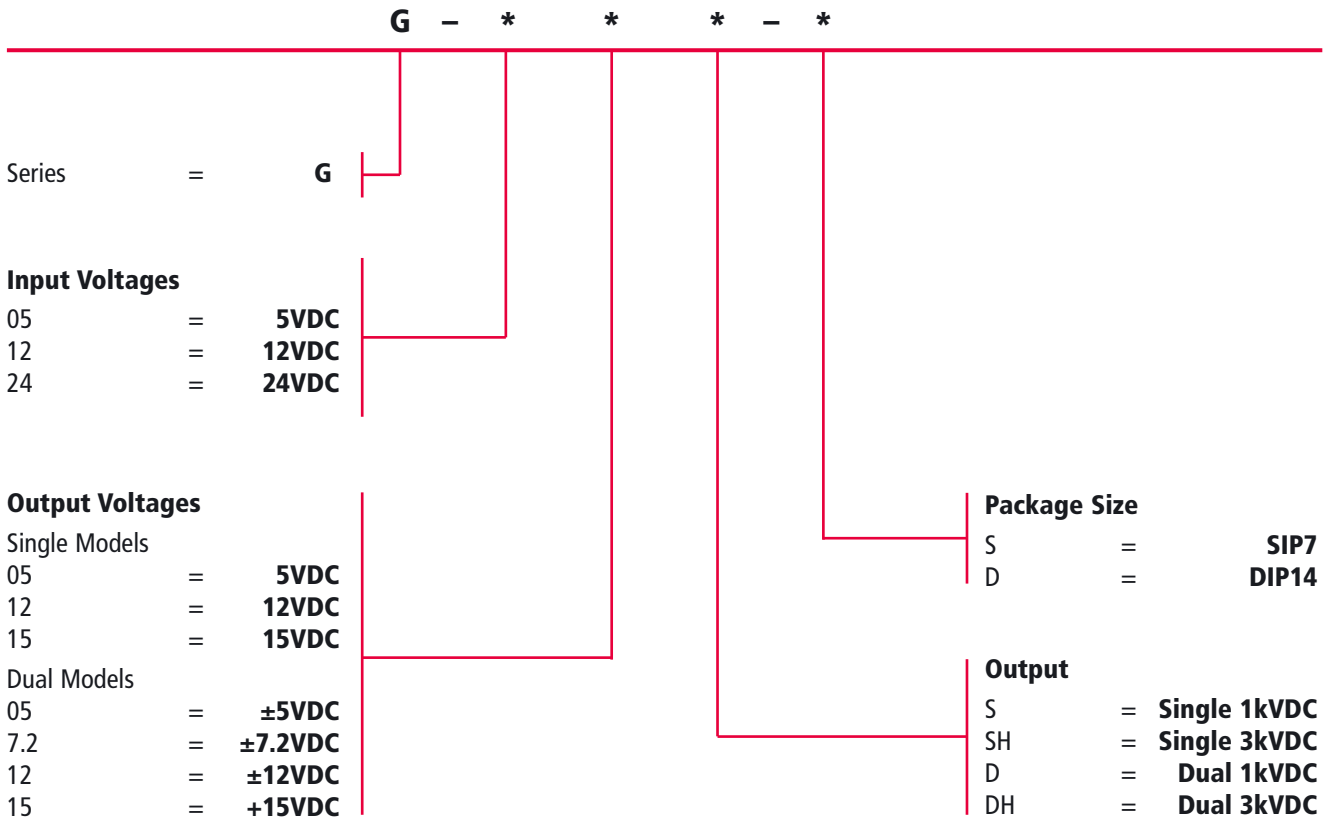 G – * * * – *
Series = G
Input Voltages
05 = 5VDC
12 = 12VDC
24 = 24VDC
Output Voltages
Single Models
05 = 5VDC
12 = 12VDC
15 = 15VDC
Dual Models
05 = ±5VDC
7.2 = ±7.2VDC
12 = ±12VDC
15 = +15VDC
Package Size
S = SIP7
D = DIP14
Output
S = Single 1kVDC
SH = Single 3kVDC
D = Dual 1kVDC
DH = Dual 3kVDC